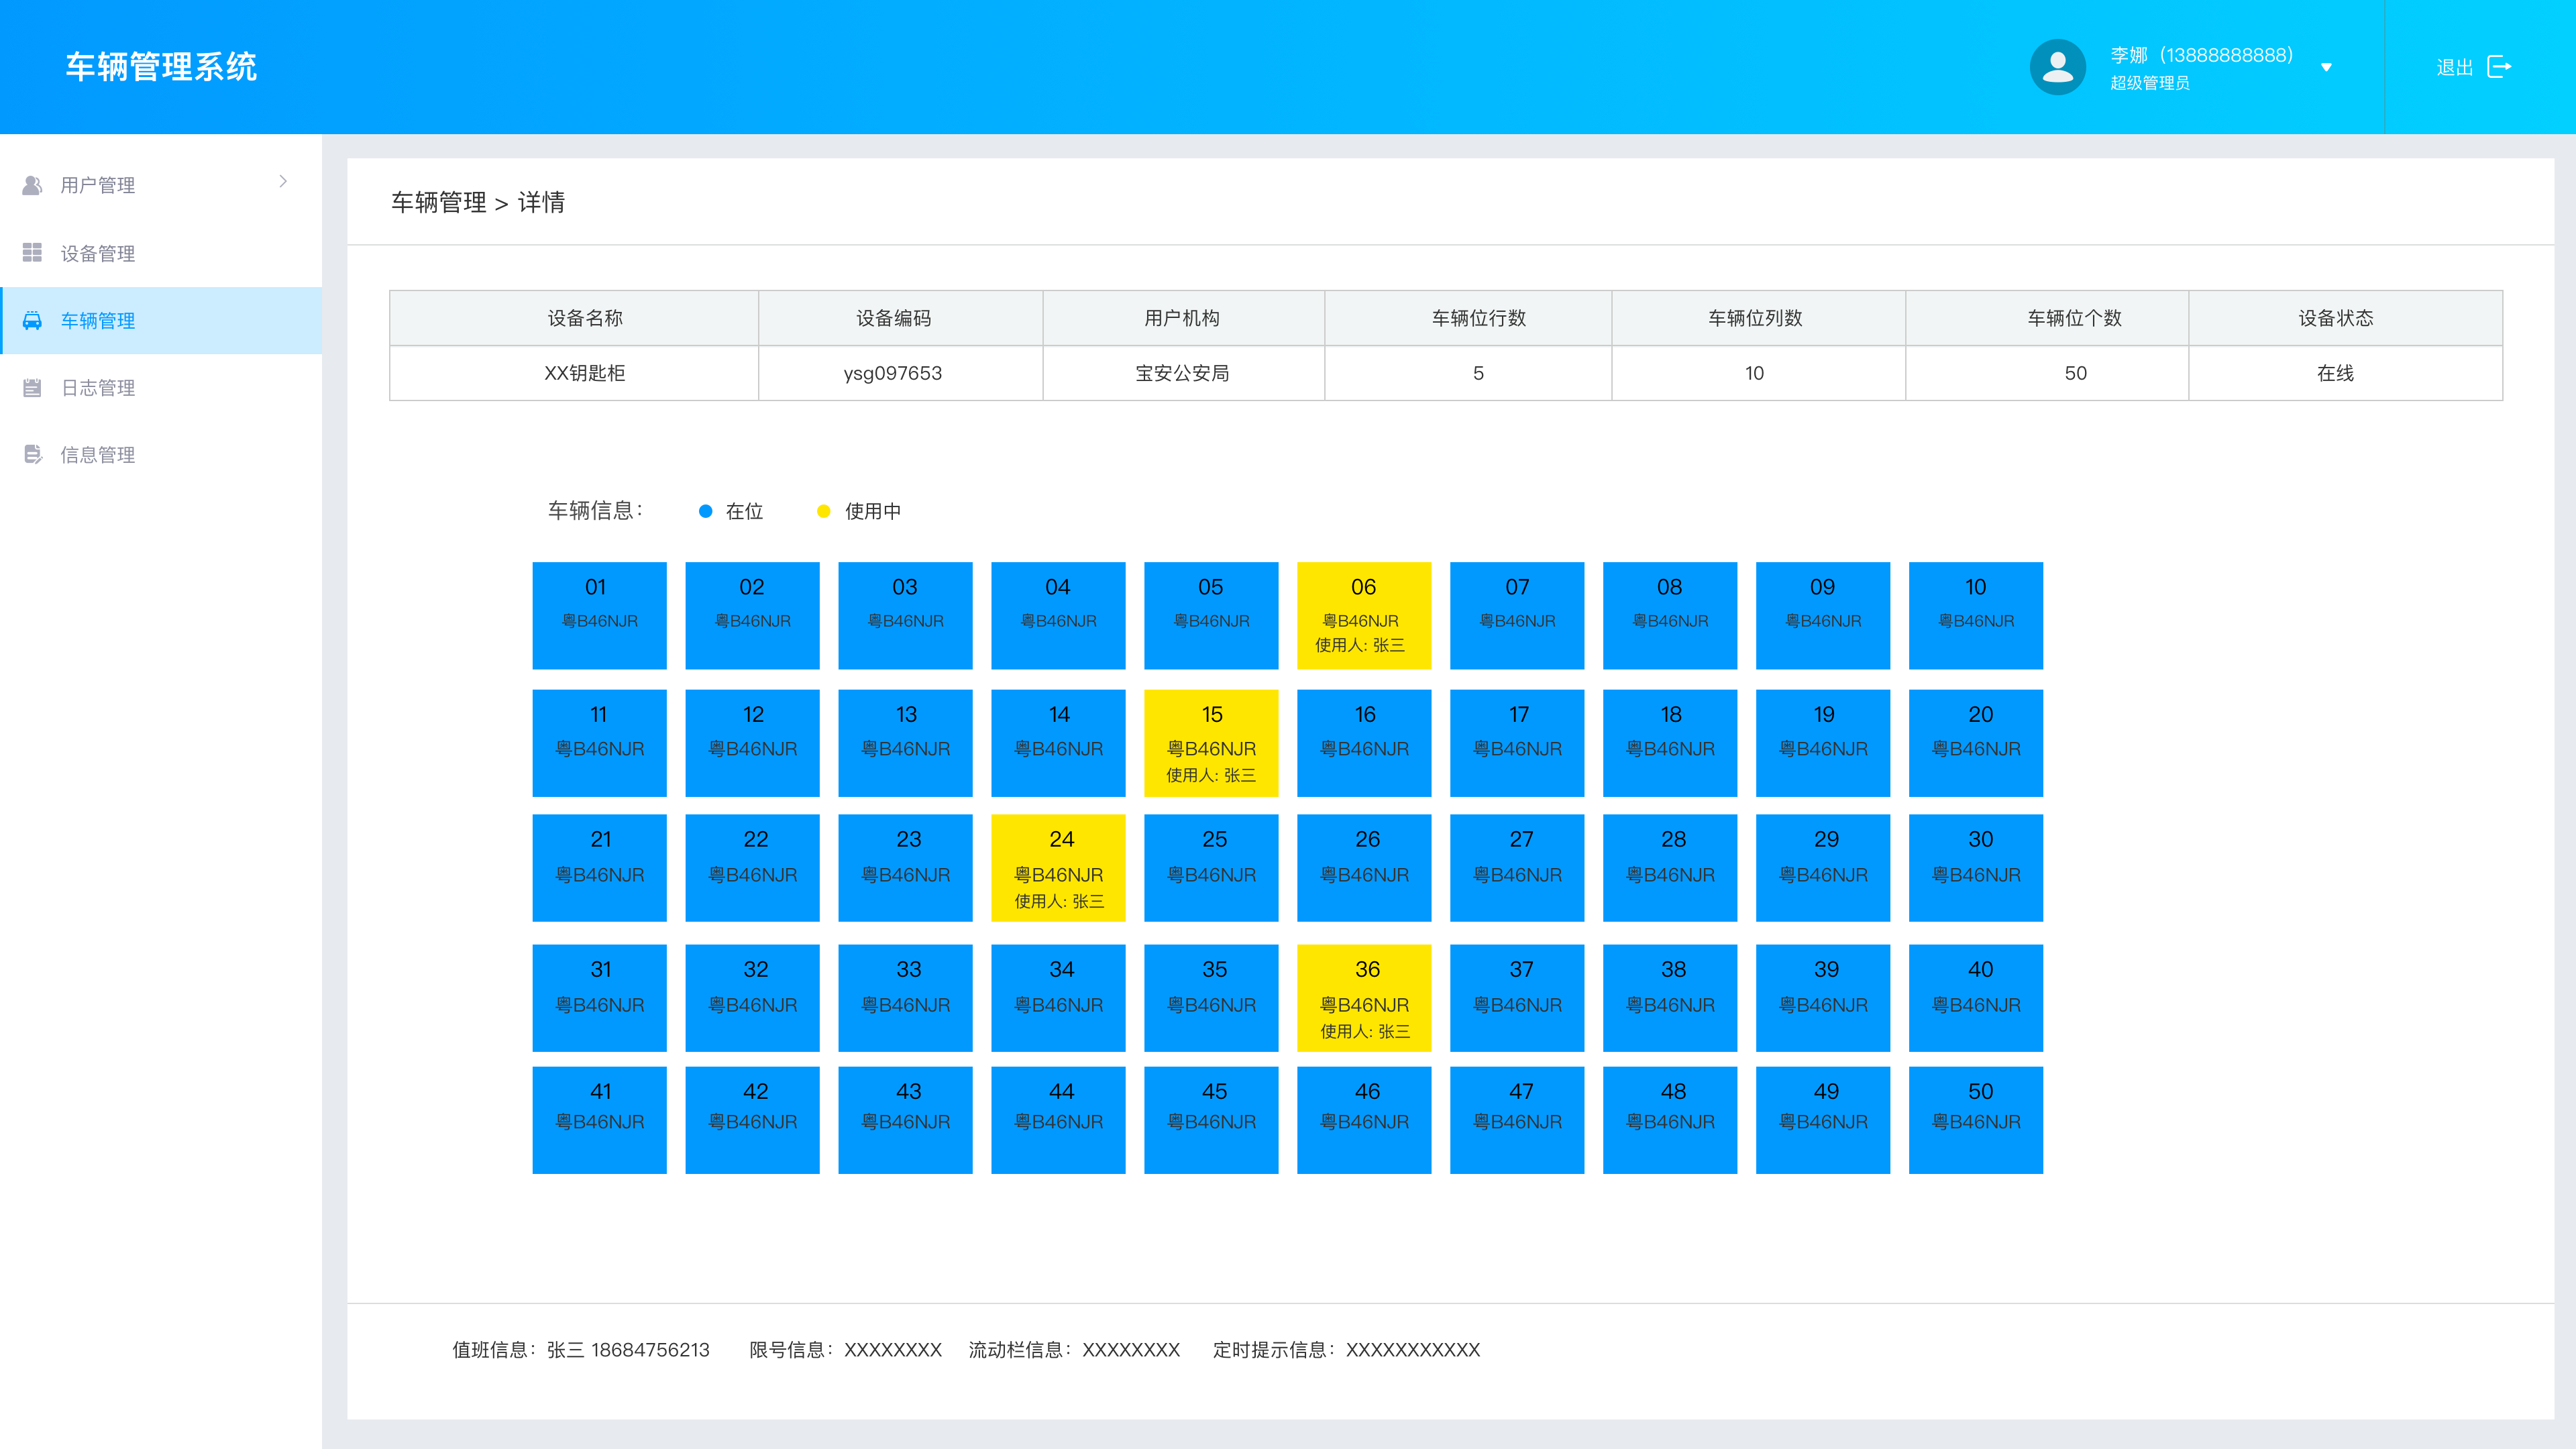 车辆管理系统
李娜（13888888888）
超级管理员
退出
用户管理
设备管理
车辆管理
日志管理
信息管理
车辆管理 > 详情
设备名称 设备编码 用户机构 车辆位行数 车辆位列数 车辆位个数 设备状态
XX钥匙柜 ysg097653 宝安公安局 5 10 50 在线
车辆信息： 在位 使用中
01 02 03 04 05 06 07 08 09 10
粤B46NJR 粤B46NJR 粤B46NJR 粤B46NJR 粤B46NJR 粤B46NJR 粤B46NJR 粤B46NJR 粤B46NJR 粤B46NJR
使用人: 张三
11 12 13 14 15 16 17 18 19 20
粤B46NJR 粤B46NJR 粤B46NJR 粤B46NJR 粤B46NJR 粤B46NJR 粤B46NJR 粤B46NJR 粤B46NJR 粤B46NJR
使用人: 张三
21 22 23 24 25 26 27 28 29 30
粤B46NJR 粤B46NJR 粤B46NJR 粤B46NJR 粤B46NJR 粤B46NJR 粤B46NJR 粤B46NJR 粤B46NJR 粤B46NJR
使用人: 张三
31 32 33 34 35 36 37 38 39 40
粤B46NJR 粤B46NJR 粤B46NJR 粤B46NJR 粤B46NJR 粤B46NJR 粤B46NJR 粤B46NJR 粤B46NJR 粤B46NJR
使用人: 张三
41 42 43 44 45 46 47 48 49 50
粤B46NJR 粤B46NJR 粤B46NJR 粤B46NJR 粤B46NJR 粤B46NJR 粤B46NJR 粤B46NJR 粤B46NJR 粤B46NJR
值班信息：张三 18684756213 限号信息：XXXXXXXX 流动栏信息：XXXXXXXX 定时提示信息：XXXXXXXXXXX